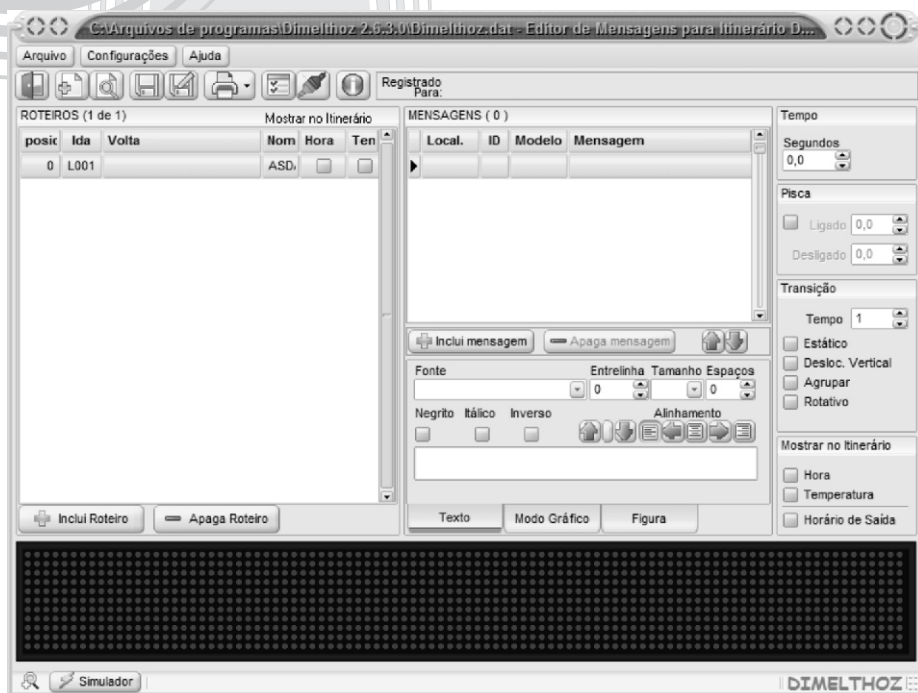 C:\Arquivos de programas\Dimelthoz 2.6.3.0\Dimelthoz.dat - Editor de Mensagens para Itinerário D...
Arquivo Configurações Ajuda
Registrado
Para:
ROTEIROS (1 de 1) Mostrar no Itinerário
posic Ida Volta Nom Hora Ten
0 L001 ASD
MENSAGENS ( 0 )
Local. ID Modelo Mensagem
Inclui mensagem Apaga mensagem
Fonte Entrelinha Tamanho Espaços
0 0
Negrito Itálico Inverso Alinhamento
Texto Modo Gráfico Figura
Inclui Roteiro Apaga Roteiro
Tempo
Segundos
0,0
Pisca
Ligado 0,0
Desligado 0,0
Transição
Tempo 1
Estático
Desloc. Vertical
Agrupar
Rotativo
Mostrar no Itinerário
Hora
Temperatura
Horário de Saída
Simulador
DIMELTHOZ